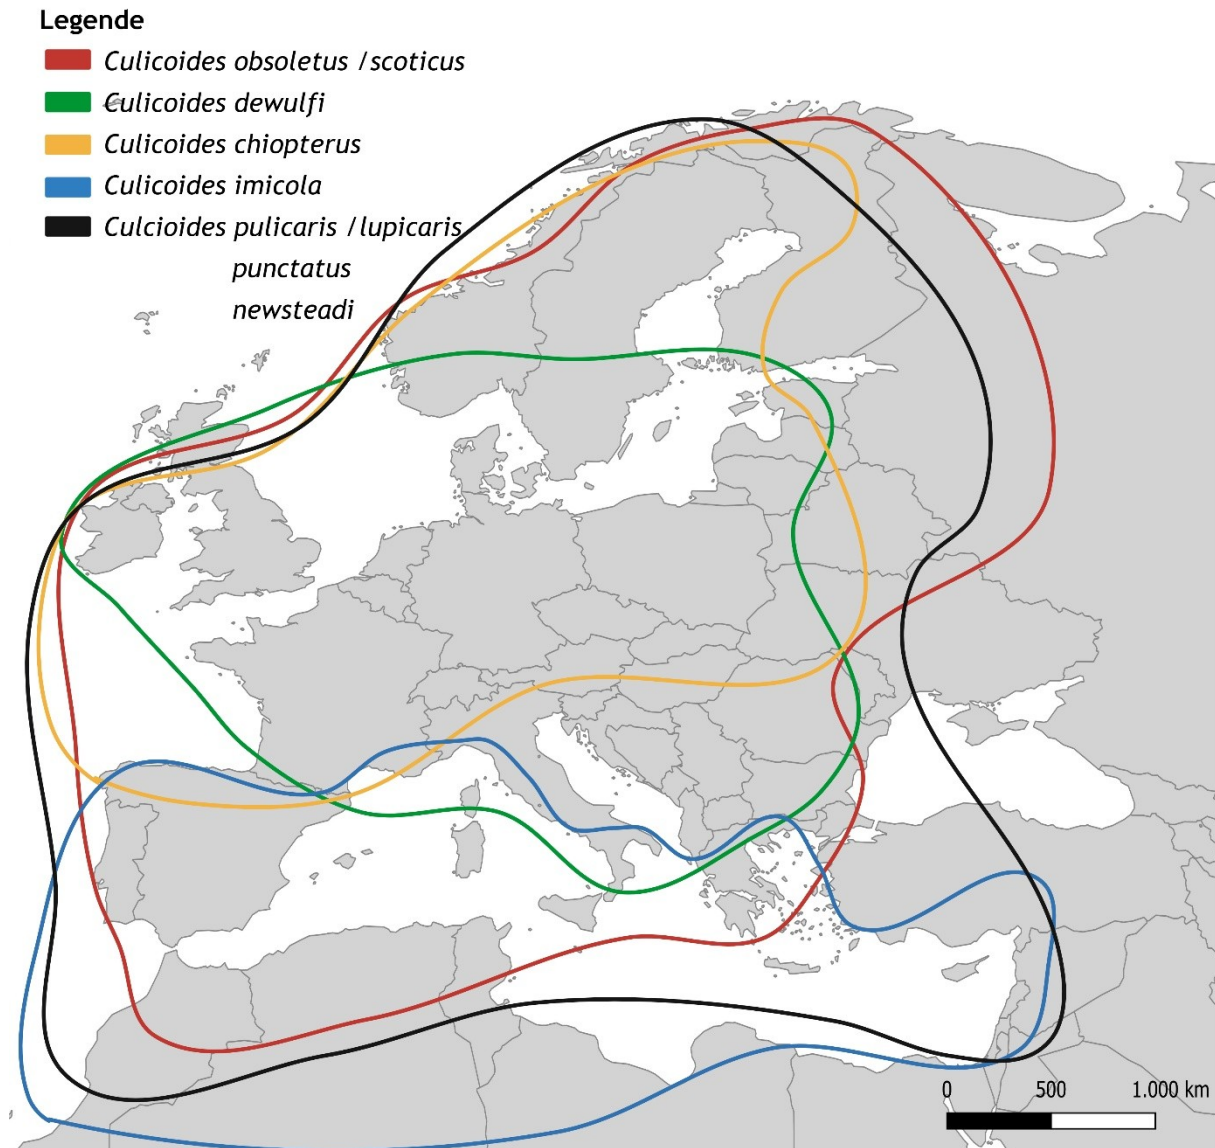 Legende
Culicoides obsoletus /scoticus
Culicoides dewulfi
Culicoides chiopterus
Culicoides imicola
Culcioides pulicaris /lupicaris
punctatus
newsteadi
0 500 1.000 km